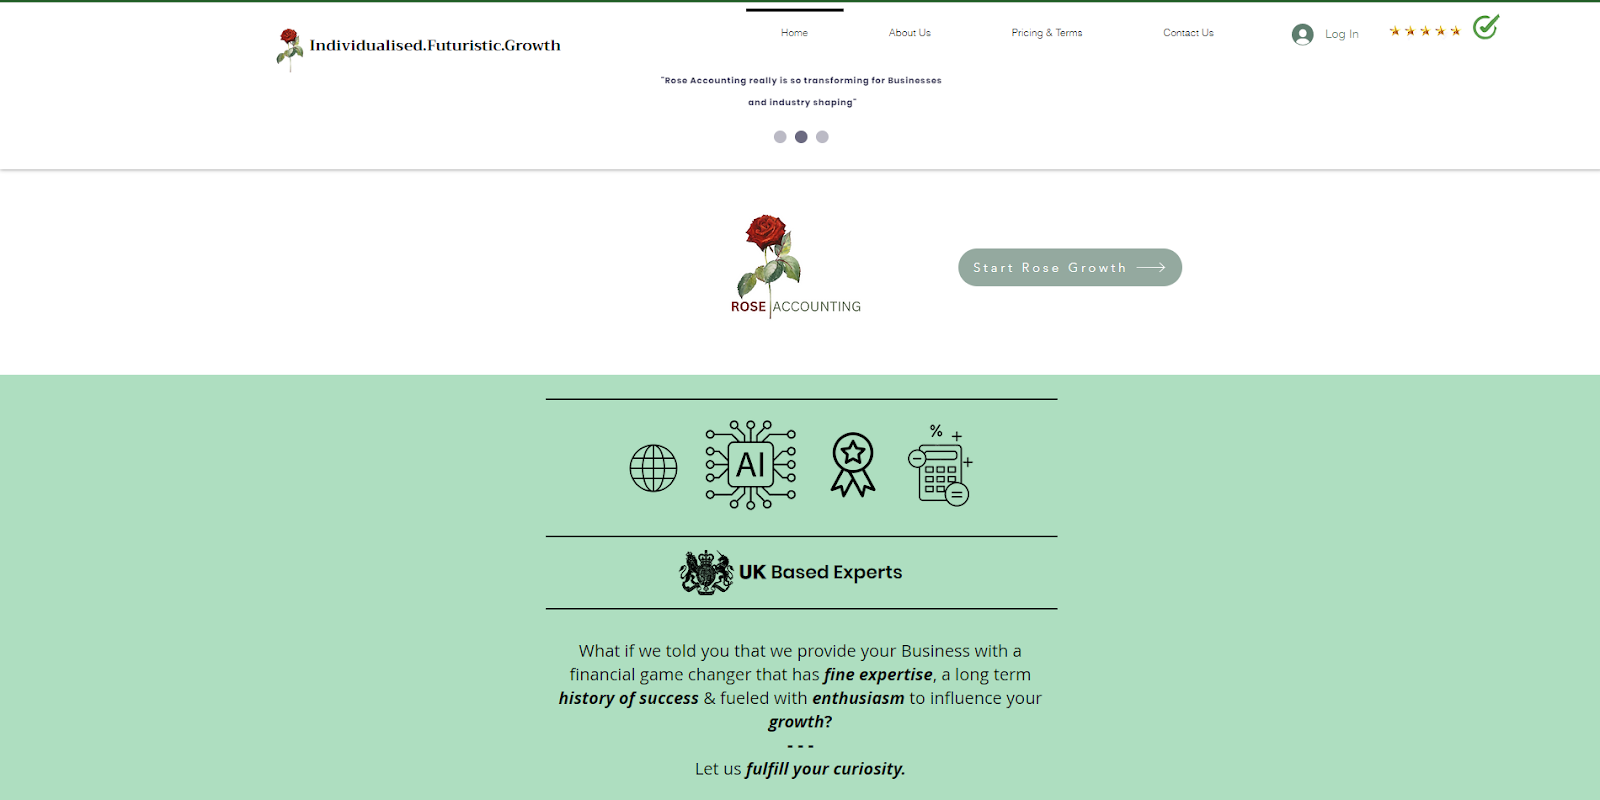 Individualised.Futuristic.Growth
Home
About Us
Pricing & Terms
Contact Us
Log In
"Rose Accounting really is so transforming for Businesses
and industry shaping"
ROSE ACCOUNTING
Start Rose Growth
AI
%
UK Based Experts
What if we told you that we provide your Business with a
financial game changer that has fine expertise, a long term
history of success & fueled with enthusiasm to influence your
growth?
- - -
Let us fulfill your curiosity.